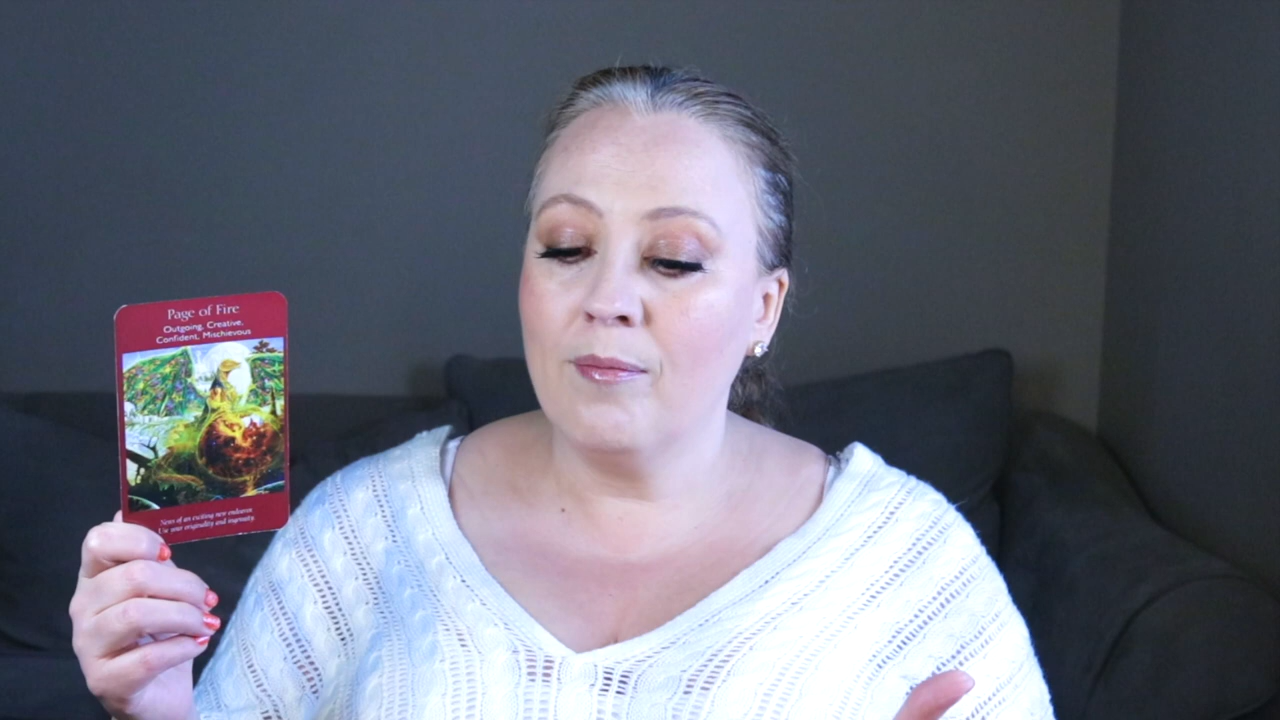 Page of Fire
Outgoing, Creative,
Confident, Mischievous
News of an exciting new endeavor.
Use your originality and ingenuity.